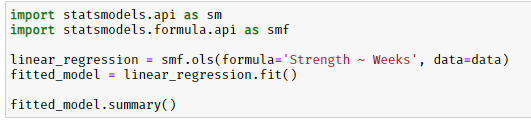 import statsmodels.api as sm
import statsmodels.formula.api as smf
linear_regression = smf.ols(formula='Strength ~ Weeks', data=data)
fitted_model = linear_regression.fit()
fitted_model.summary()